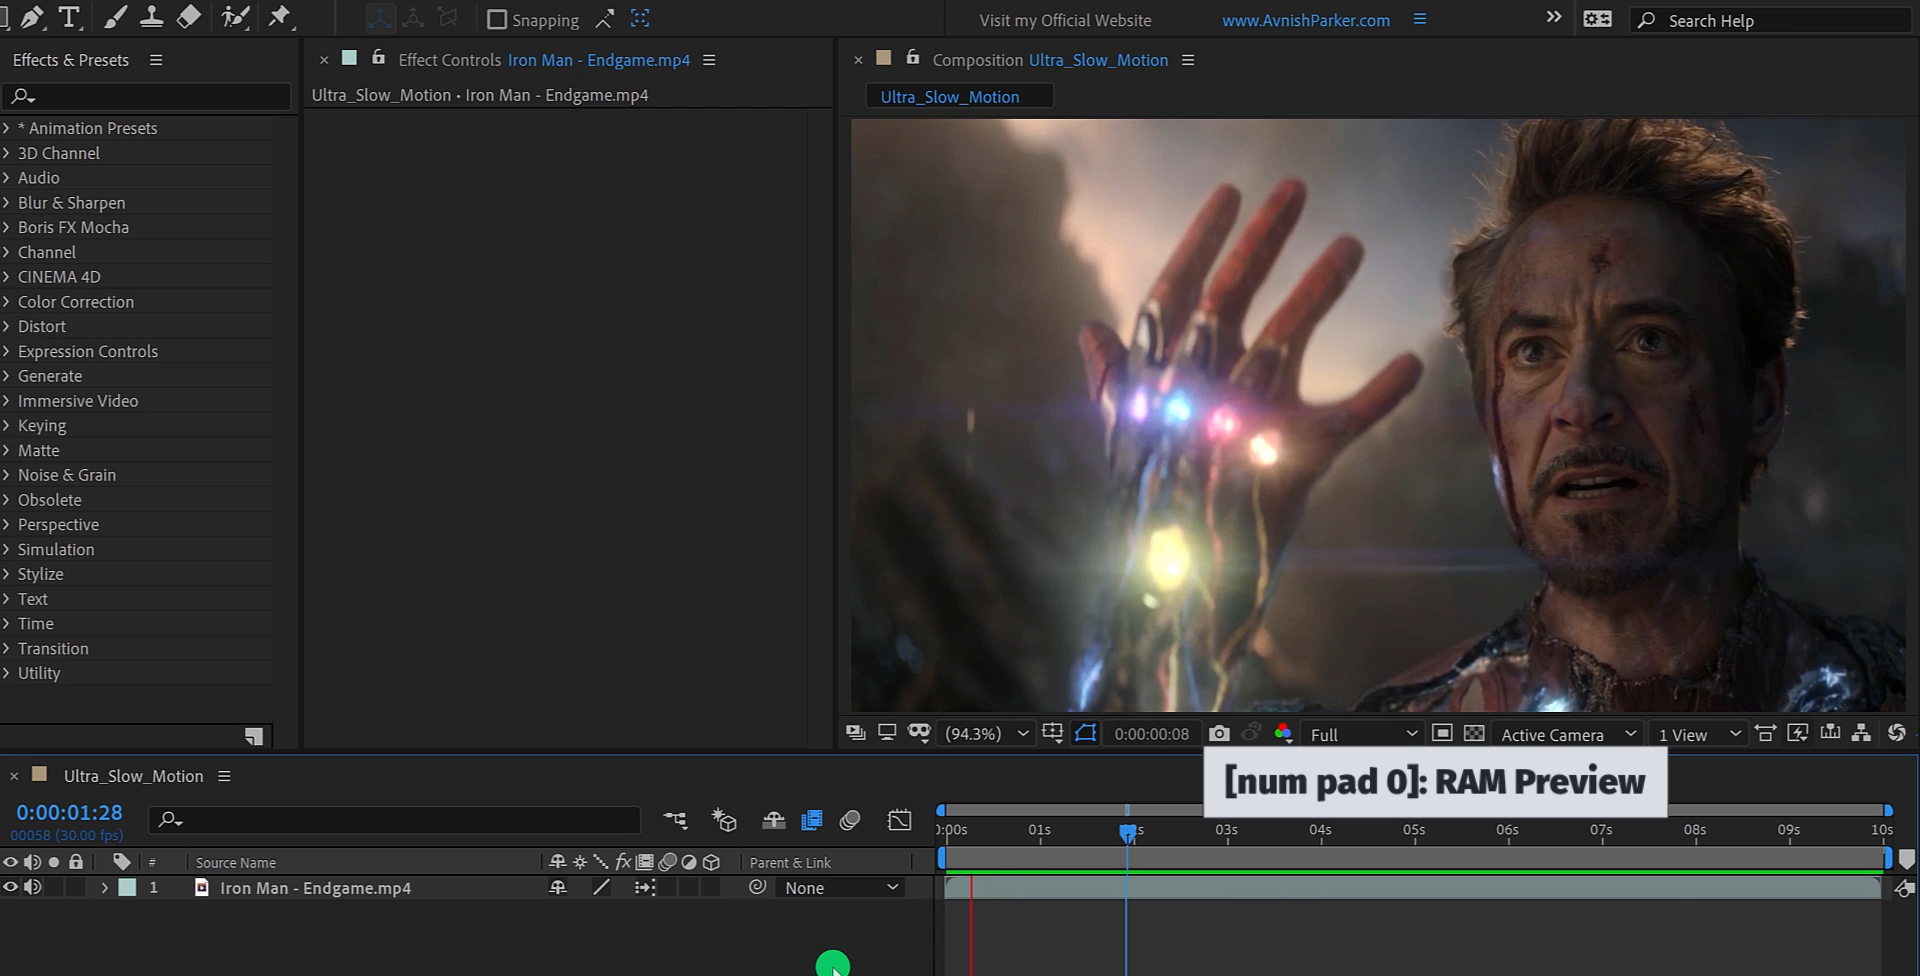 T
Snapping
Visit my Official Website
www.AvnishParker.com
Search Help
Effects & Presets
Effect Controls Iron Man - Endgame.mp4
Composition Ultra_Slow_Motion
Ultra_Slow_Motion • Iron Man - Endgame.mp4
Ultra_Slow_Motion
* Animation Presets
3D Channel
Audio
Blur & Sharpen
Boris FX Mocha
Channel
CINEMA 4D
Color Correction
Distort
Expression Controls
Generate
Immersive Video
Keying
Matte
Noise & Grain
Obsolete
Perspective
Simulation
Stylize
Text
Time
Transition
Utility
(94.3%)
0:00:00:08
Full
Active Camera
1 View
[num pad 0]: RAM Preview
Ultra_Slow_Motion
0:00:01:28
00058 (30.00 fps)
):00s 01s 2s 03s 04s 05s 06s 07s 08s 09s 10s
# Source Name fx Parent & Link
1 Iron Man - Endgame.mp4 None